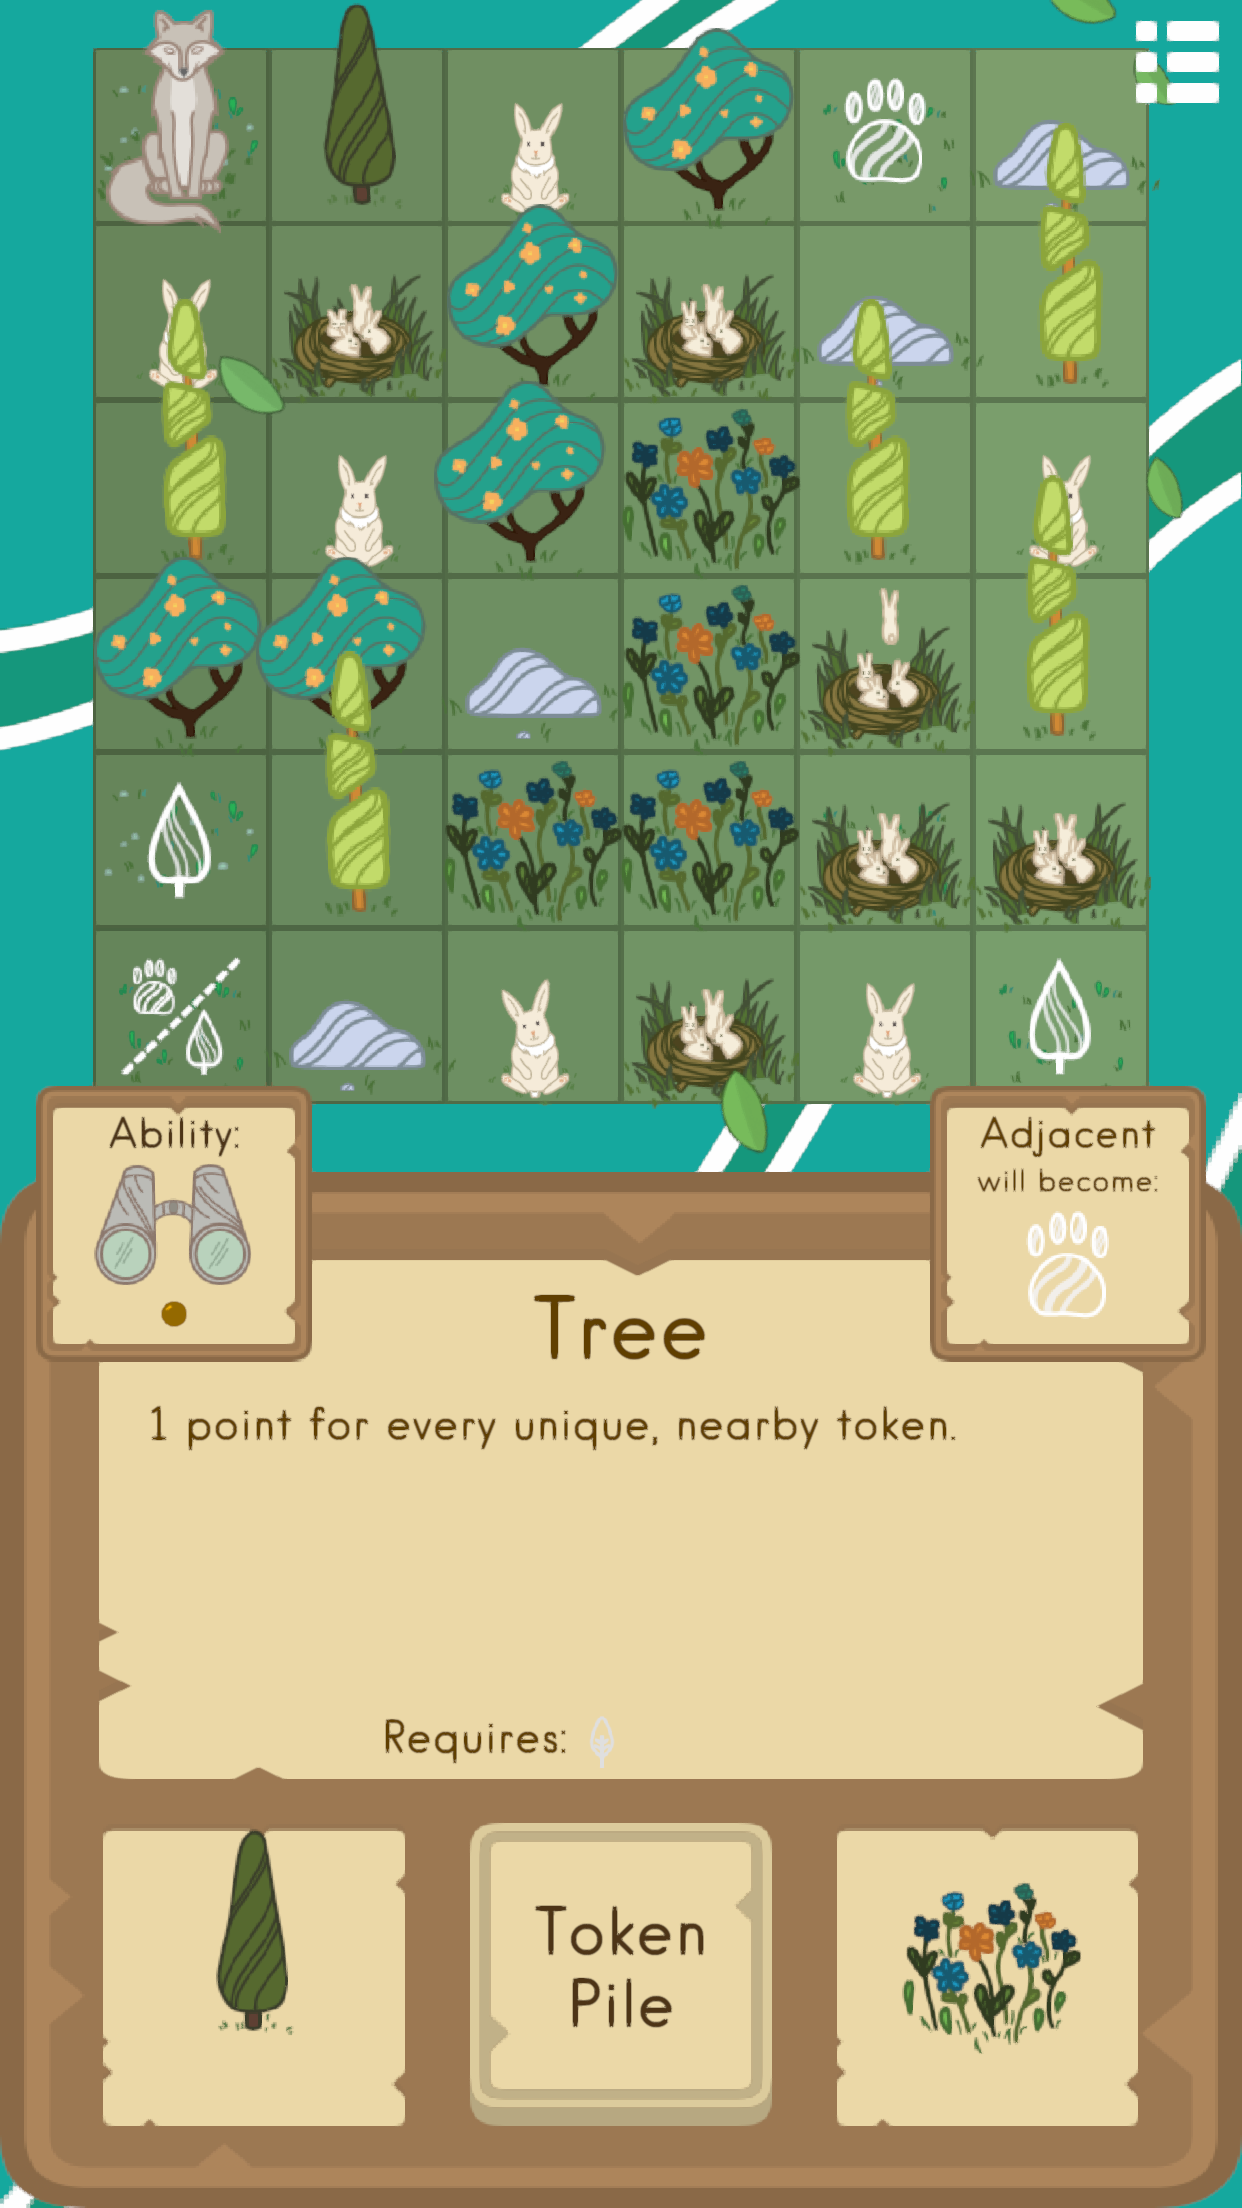 Ability:
Adjacent
will become:
Tree
1 point for every unique, nearby token.
Requires:
Token
Pile